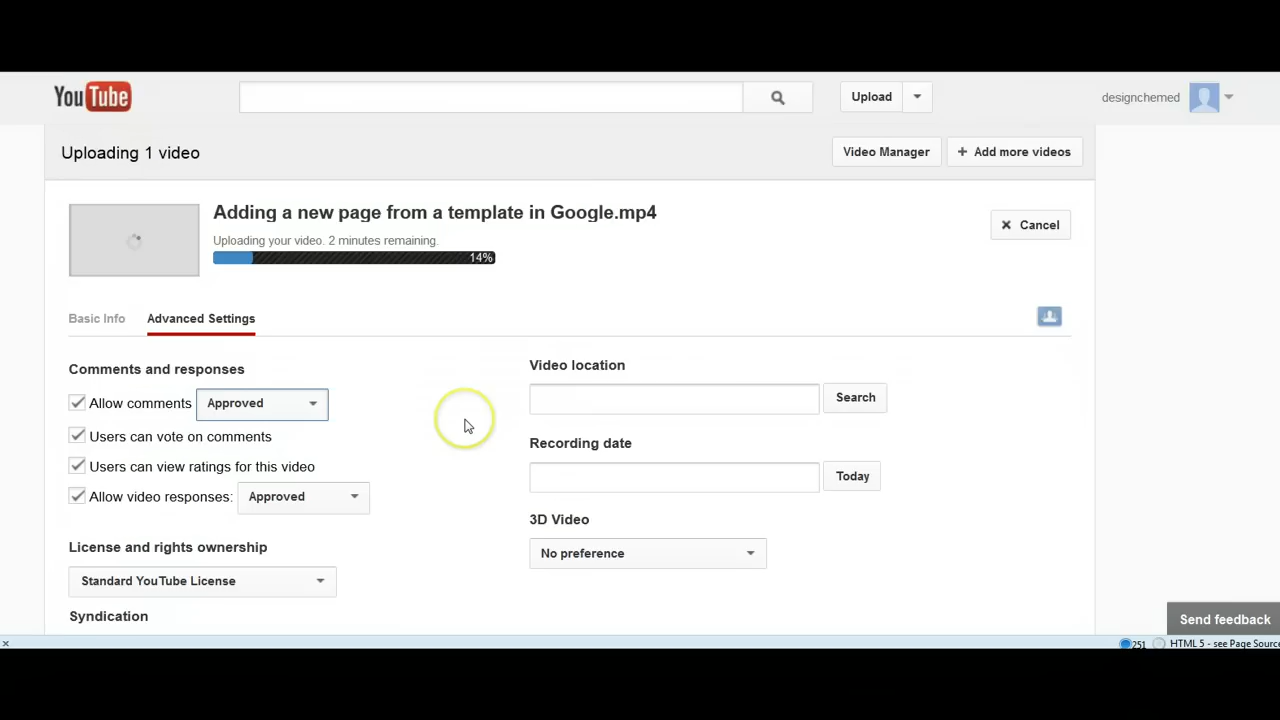 YouTube
Upload
designchemed
Uploading 1 video
Video Manager
+ Add more videos
Adding a new page from a template in Google.mp4
Uploading your video. 2 minutes remaining.
14%
Cancel
Basic Info
Advanced Settings
Comments and responses
Allow comments
Approved
Users can vote on comments
Users can view ratings for this video
Allow video responses:
Approved
License and rights ownership
Standard YouTube License
Syndication
Video location
Search
Recording date
Today
3D Video
No preference
Send feedback
251
HTML 5 - see Page Source